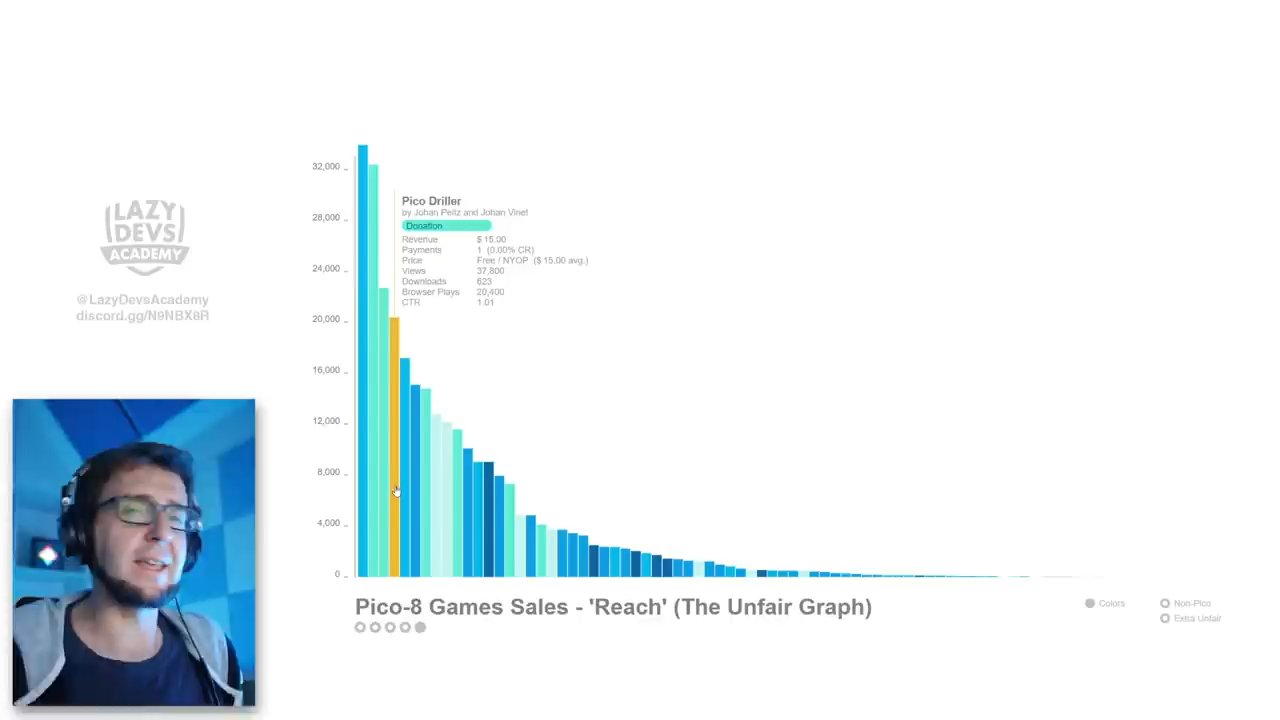 LAZY
DEVS
ACADEMY
@LazyDevsAcademy
discord.gg/N9NBX8R
32,000
28,000
24,000
20,000
16,000
12,000
8,000
4,000
0
Pico Driller
by Johan Peitz and Johan Vinet
Donation
Revenue $ 15.00
Payments 1 (0.00% CR)
Price Free / NYOP ($ 15.00 avg.)
Views 37,800
Downloads 623
Browser Plays 20,400
CTR 1.01
Pico-8 Games Sales - 'Reach' (The Unfair Graph)
Colors
Non-Pico
Extra Unfair